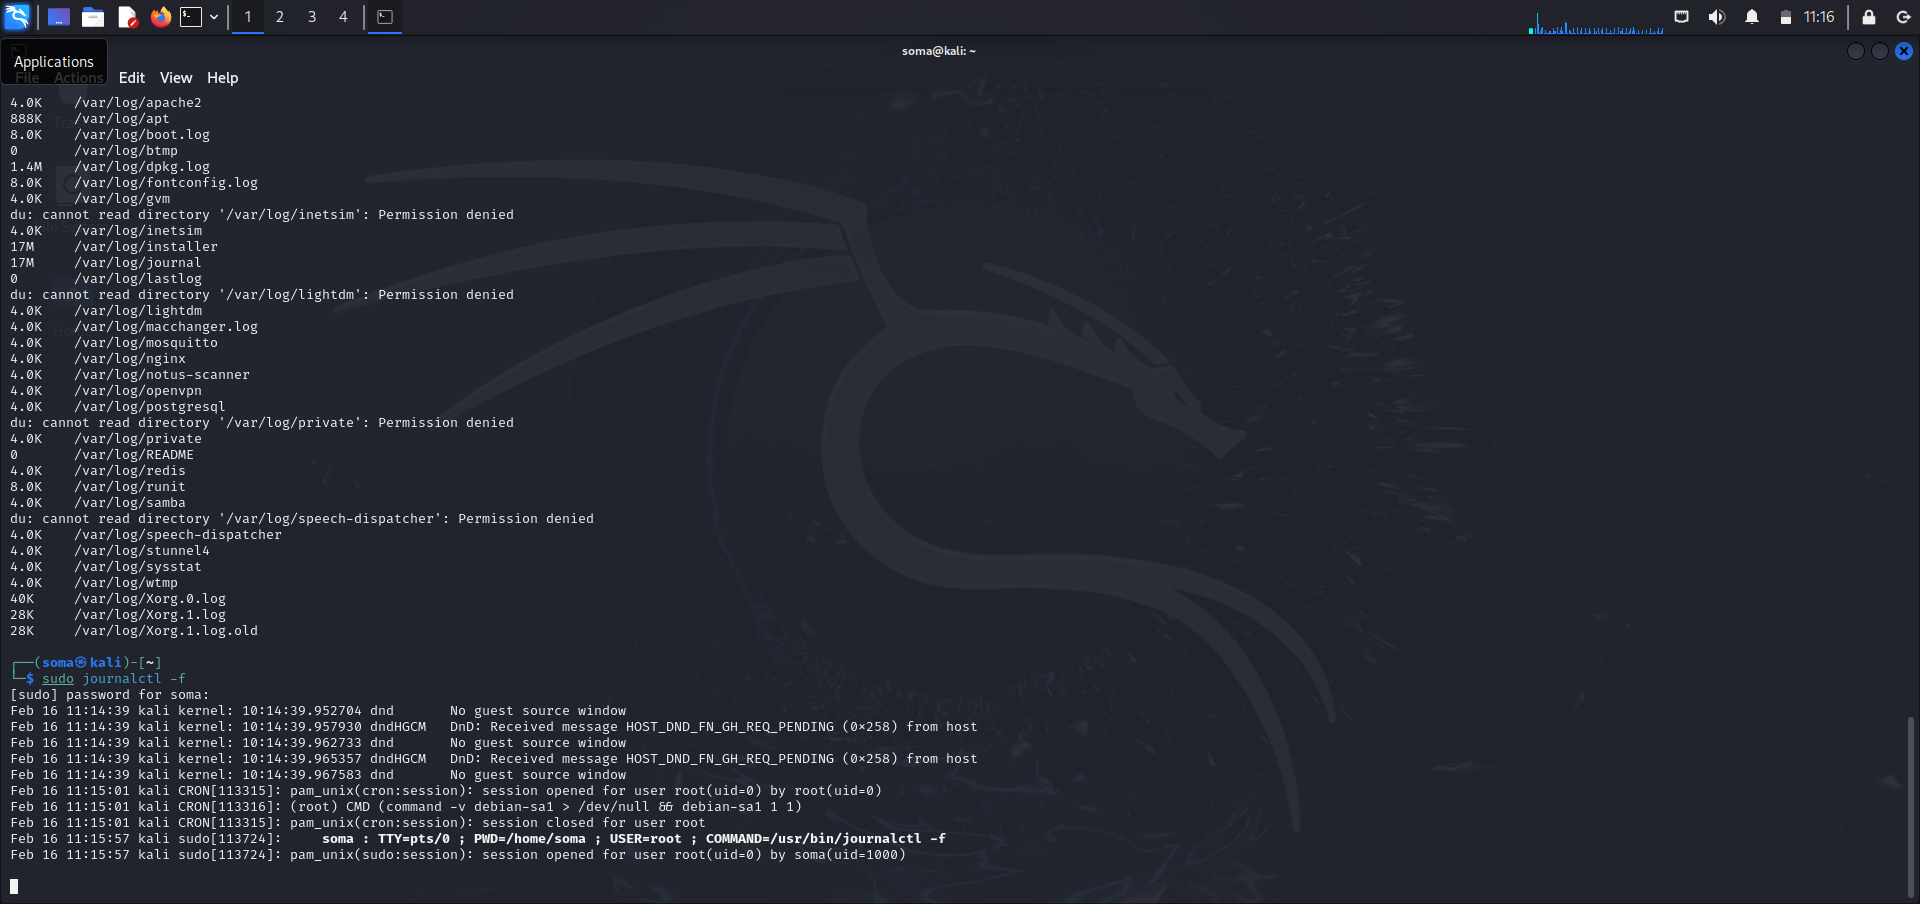 1 2 3 4 11:16
soma@kali: ~
Applications
File Actions Edit View Help
4.0K /var/log/apache2
888K /var/log/apt
8.0K /var/log/boot.log
0 /var/log/btmp
1.4M /var/log/dpkg.log
8.0K /var/log/fontconfig.log
4.0K /var/log/gvm
du: cannot read directory '/var/log/inetsim': Permission denied
4.0K /var/log/inetsim
17M /var/log/installer
17M /var/log/journal
0 /var/log/lastlog
du: cannot read directory '/var/log/lightdm': Permission denied
4.0K /var/log/lightdm
4.0K /var/log/macchanger.log
4.0K /var/log/mosquitto
4.0K /var/log/nginx
4.0K /var/log/notus-scanner
4.0K /var/log/openvpn
4.0K /var/log/postgresql
du: cannot read directory '/var/log/private': Permission denied
4.0K /var/log/private
0 /var/log/README
4.0K /var/log/redis
8.0K /var/log/runit
4.0K /var/log/samba
du: cannot read directory '/var/log/speech-dispatcher': Permission denied
4.0K /var/log/speech-dispatcher
4.0K /var/log/stunnel4
4.0K /var/log/sysstat
4.0K /var/log/wtmp
40K /var/log/Xorg.0.log
28K /var/log/Xorg.1.log
28K /var/log/Xorg.1.log.old
┌──(soma㉿kali)-[~]
└─$ sudo journalctl -f
[sudo] password for soma:
Feb 16 11:14:39 kali kernel: 10:14:39.952704 dnd No guest source window
Feb 16 11:14:39 kali kernel: 10:14:39.957930 dndHGCM DnD: Received message HOST_DND_FN_GH_REQ_PENDING (0×258) from host
Feb 16 11:14:39 kali kernel: 10:14:39.962733 dnd No guest source window
Feb 16 11:14:39 kali kernel: 10:14:39.965357 dndHGCM DnD: Received message HOST_DND_FN_GH_REQ_PENDING (0×258) from host
Feb 16 11:14:39 kali kernel: 10:14:39.967583 dnd No guest source window
Feb 16 11:15:01 kali CRON[113315]: pam_unix(cron:session): session opened for user root(uid=0) by root(uid=0)
Feb 16 11:15:01 kali CRON[113316]: (root) CMD (command -v debian-sa1 > /dev/null && debian-sa1 1 1)
Feb 16 11:15:01 kali CRON[113315]: pam_unix(cron:session): session closed for user root
Feb 16 11:15:57 kali sudo[113724]: soma : TTY=pts/0 ; PWD=/home/soma ; USER=root ; COMMAND=/usr/bin/journalctl -f
Feb 16 11:15:57 kali sudo[113724]: pam_unix(sudo:session): session opened for user root(uid=0) by soma(uid=1000)